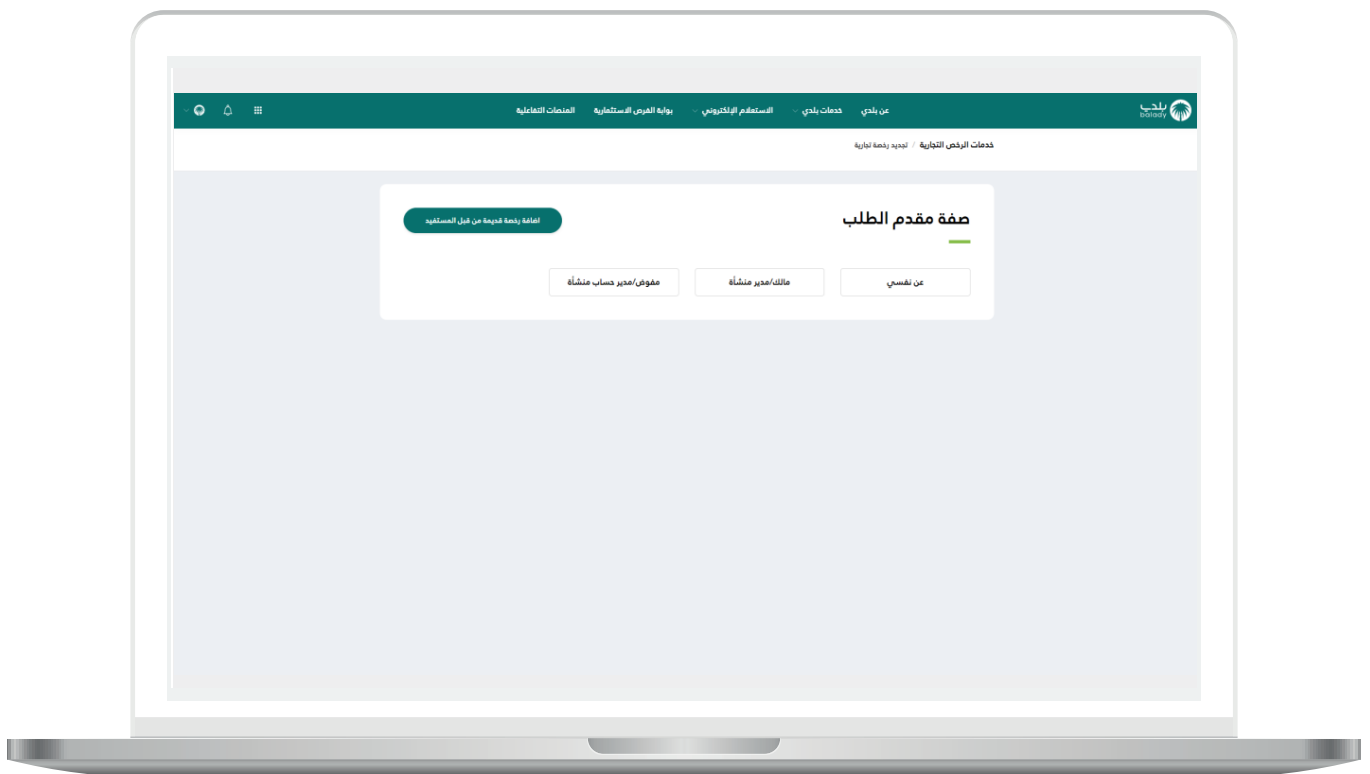 بلدي
balady
عن بلدي خدمات بلدي الاستعلام الإلكتروني بوابة الفرص الاستثمارية المنصات التفاعلية
خدمات الرخص التجارية / تجديد رخصة تجارية
صفة مقدم الطلب
اضافة رخصة قديمة من قبل المستفيد
عن نفسي
مالك/مدير منشأة
مفوض/مدير حساب منشأة